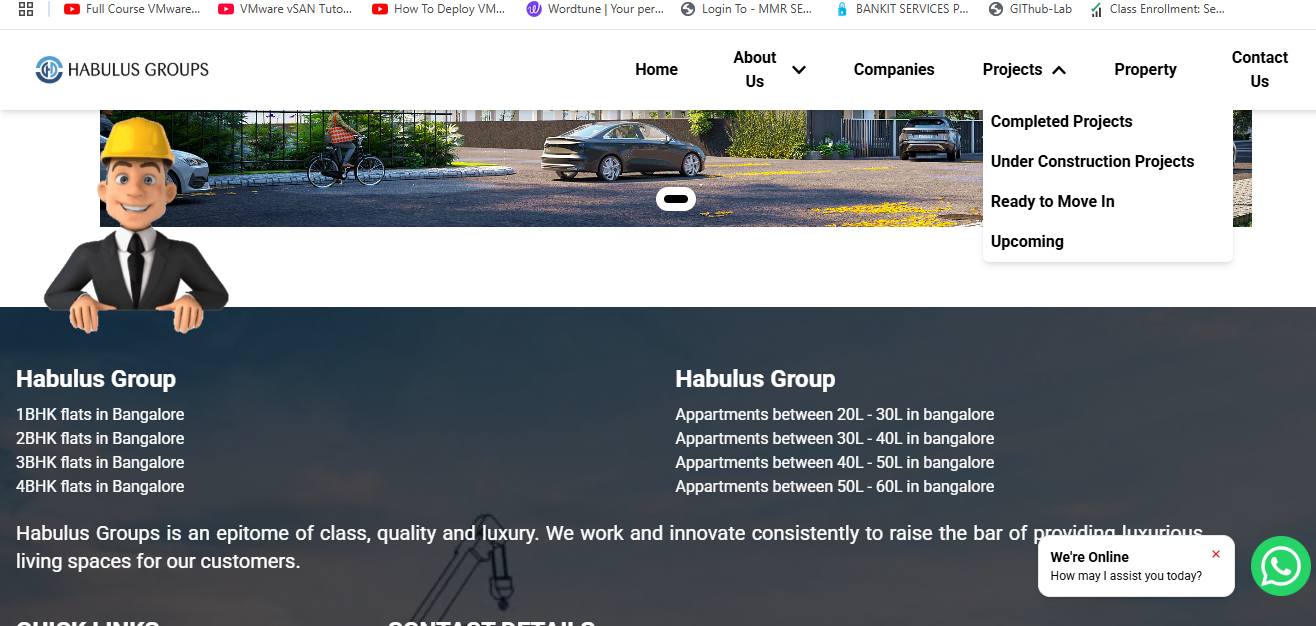 Full Course VMware...
VMware vSAN Tuto...
How To Deploy VM...
Wordtune | Your per...
Login To - MMR SE...
BANKIT SERVICES P...
GIThub-Lab
Class Enrollment: Se...
HABULUS GROUPS
Home
About
Us
Companies
Projects
Property
Contact
Us
Completed Projects
Under Construction Projects
Ready to Move In
Upcoming
Habulus Group
1BHK flats in Bangalore
2BHK flats in Bangalore
3BHK flats in Bangalore
4BHK flats in Bangalore
Habulus Group
Appartments between 20L - 30L in bangalore
Appartments between 30L - 40L in bangalore
Appartments between 40L - 50L in bangalore
Appartments between 50L - 60L in bangalore
Habulus Groups is an epitome of class, quality and luxury. We work and innovate consistently to raise the bar of providing luxurious
living spaces for our customers.
We're Online
How may I assist you today?
QUICK LINKS
CONTACT DETAILS